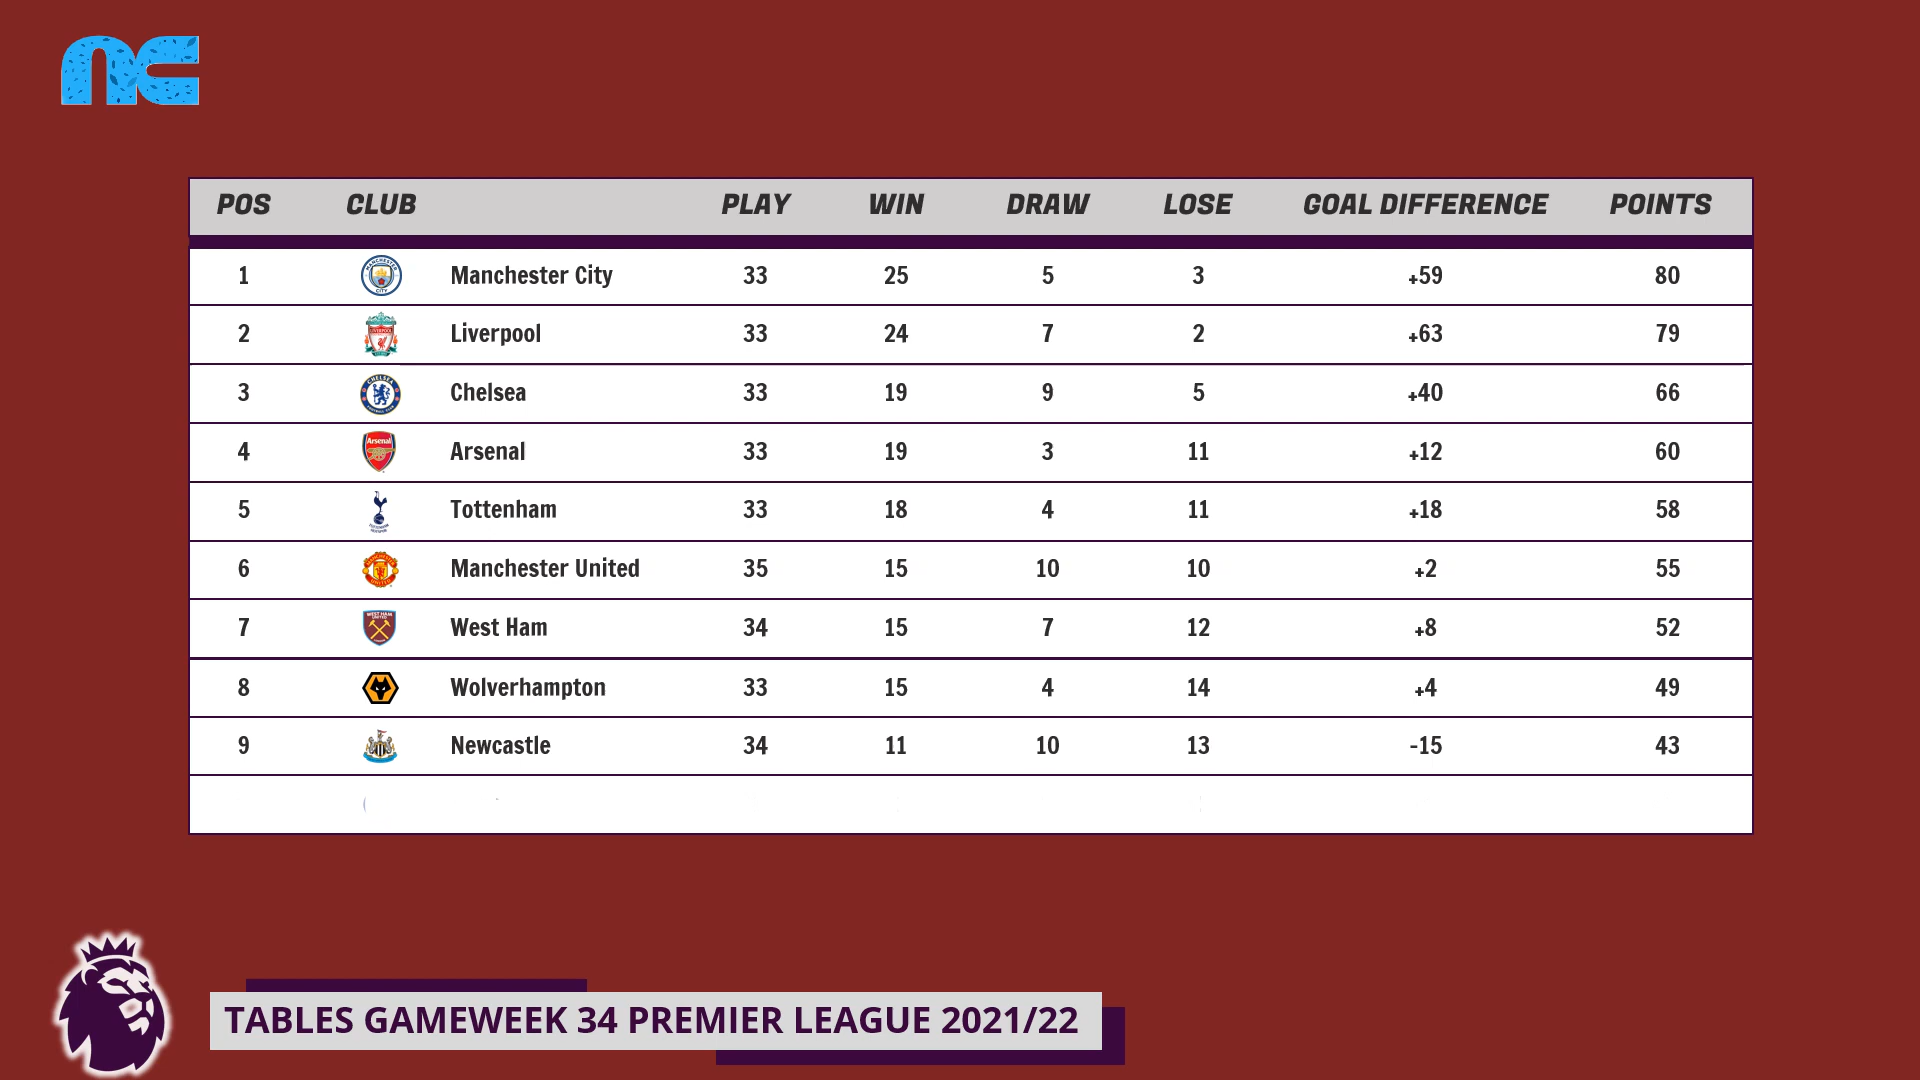 NC
POS CLUB PLAY WIN DRAW LOSE GOAL DIFFERENCE POINTS
1 Manchester City 33 25 5 3 +59 80
2 Liverpool 33 24 7 2 +63 79
3 Chelsea 33 19 9 5 +40 66
4 Arsenal 33 19 3 11 +12 60
5 Tottenham 33 18 4 11 +18 58
6 Manchester United 35 15 10 10 +2 55
7 West Ham 34 15 7 12 +8 52
8 Wolverhampton 33 15 4 14 +4 49
9 Newcastle 34 11 10 13 -15 43
TABLES GAMEWEEK 34 PREMIER LEAGUE 2021/22